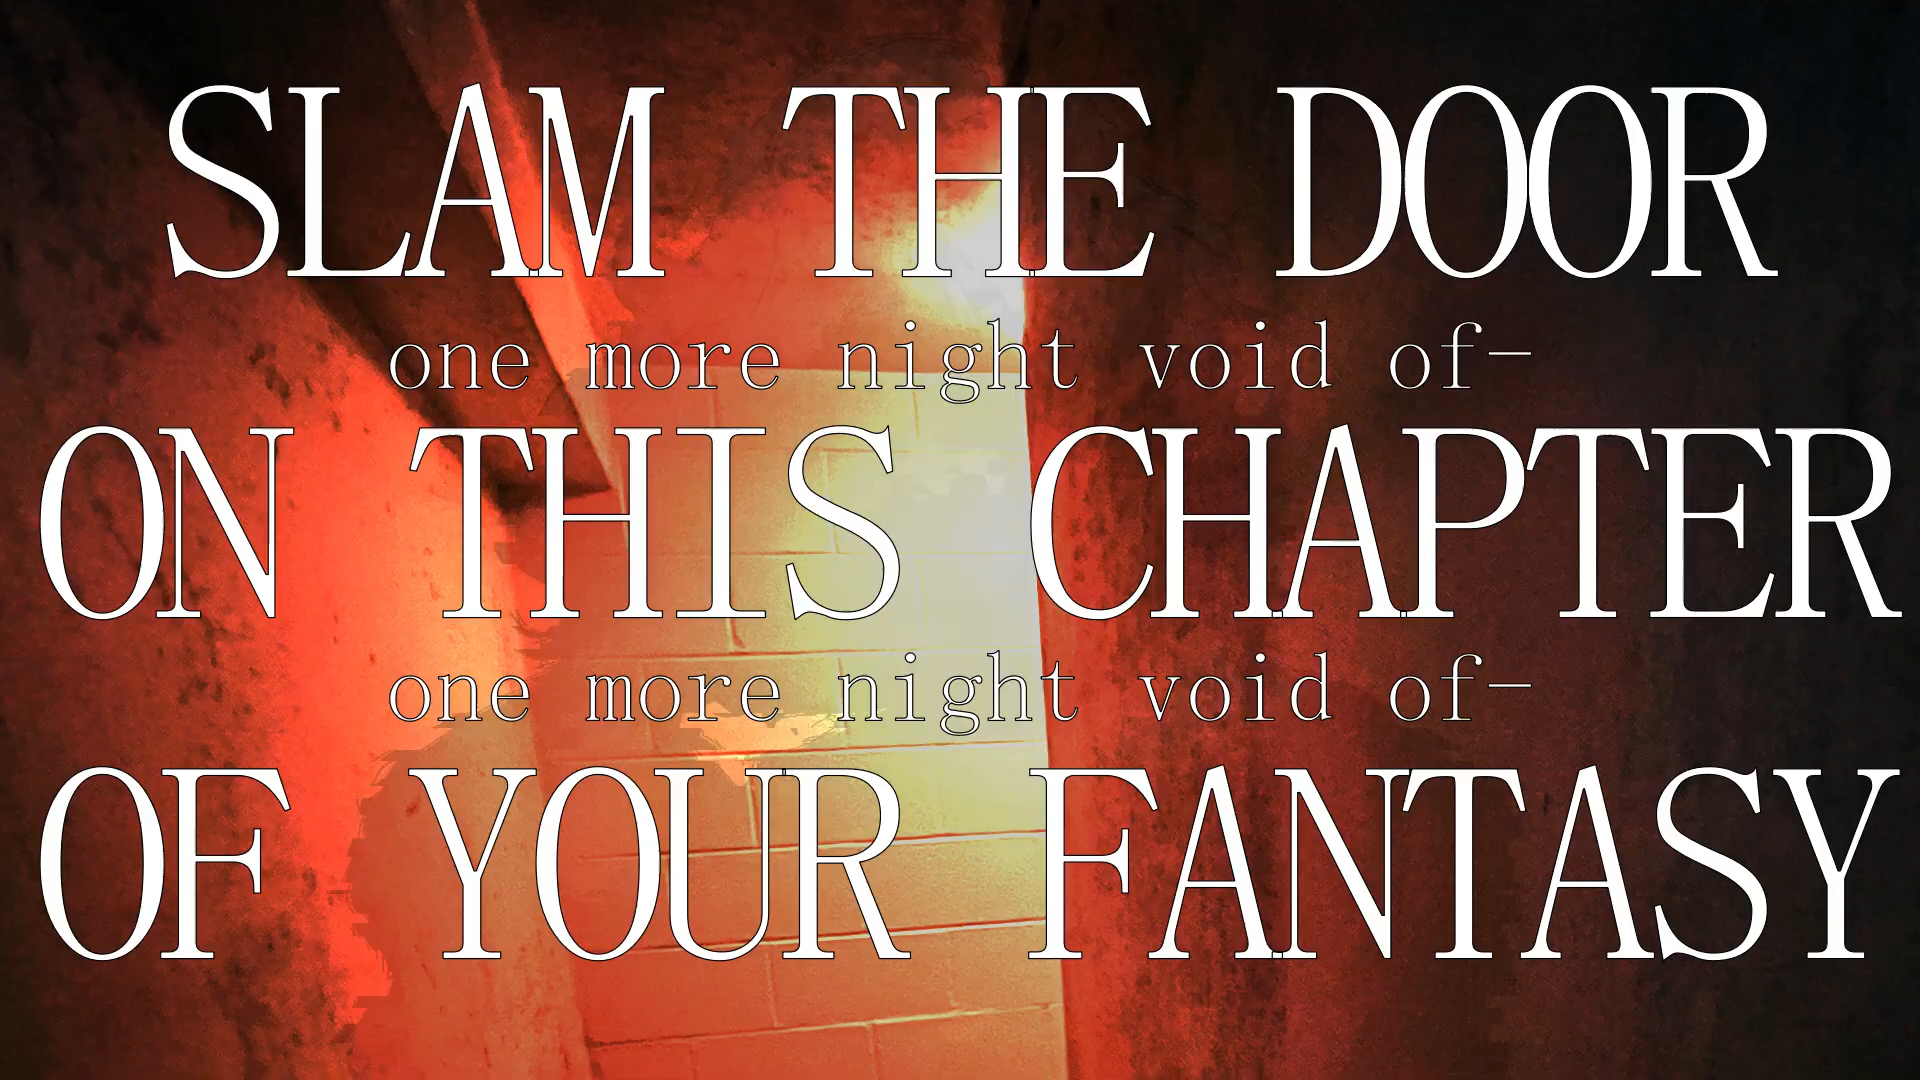 SLAM THE DOOR
one more night void of-
ON THIS CHAPTER
one more night void of-
OF YOUR FANTASY